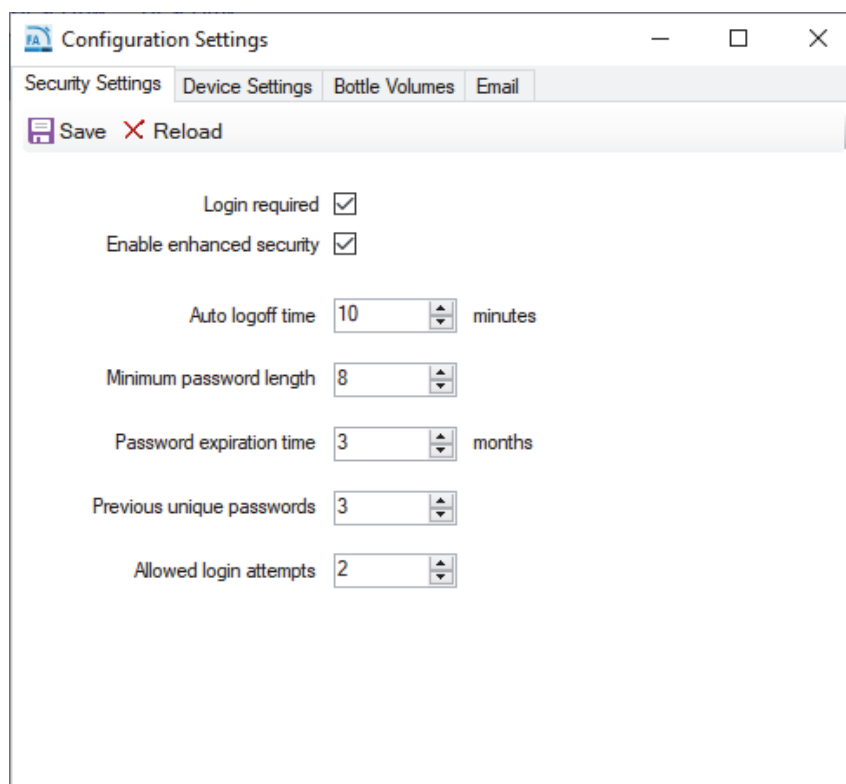 FA Configuration Settings
Security Settings Device Settings Bottle Volumes Email
Save Reload
Login required
Enable enhanced security
Auto logoff time 10 minutes
Minimum password length 8
Password expiration time 3 months
Previous unique passwords 3
Allowed login attempts 2